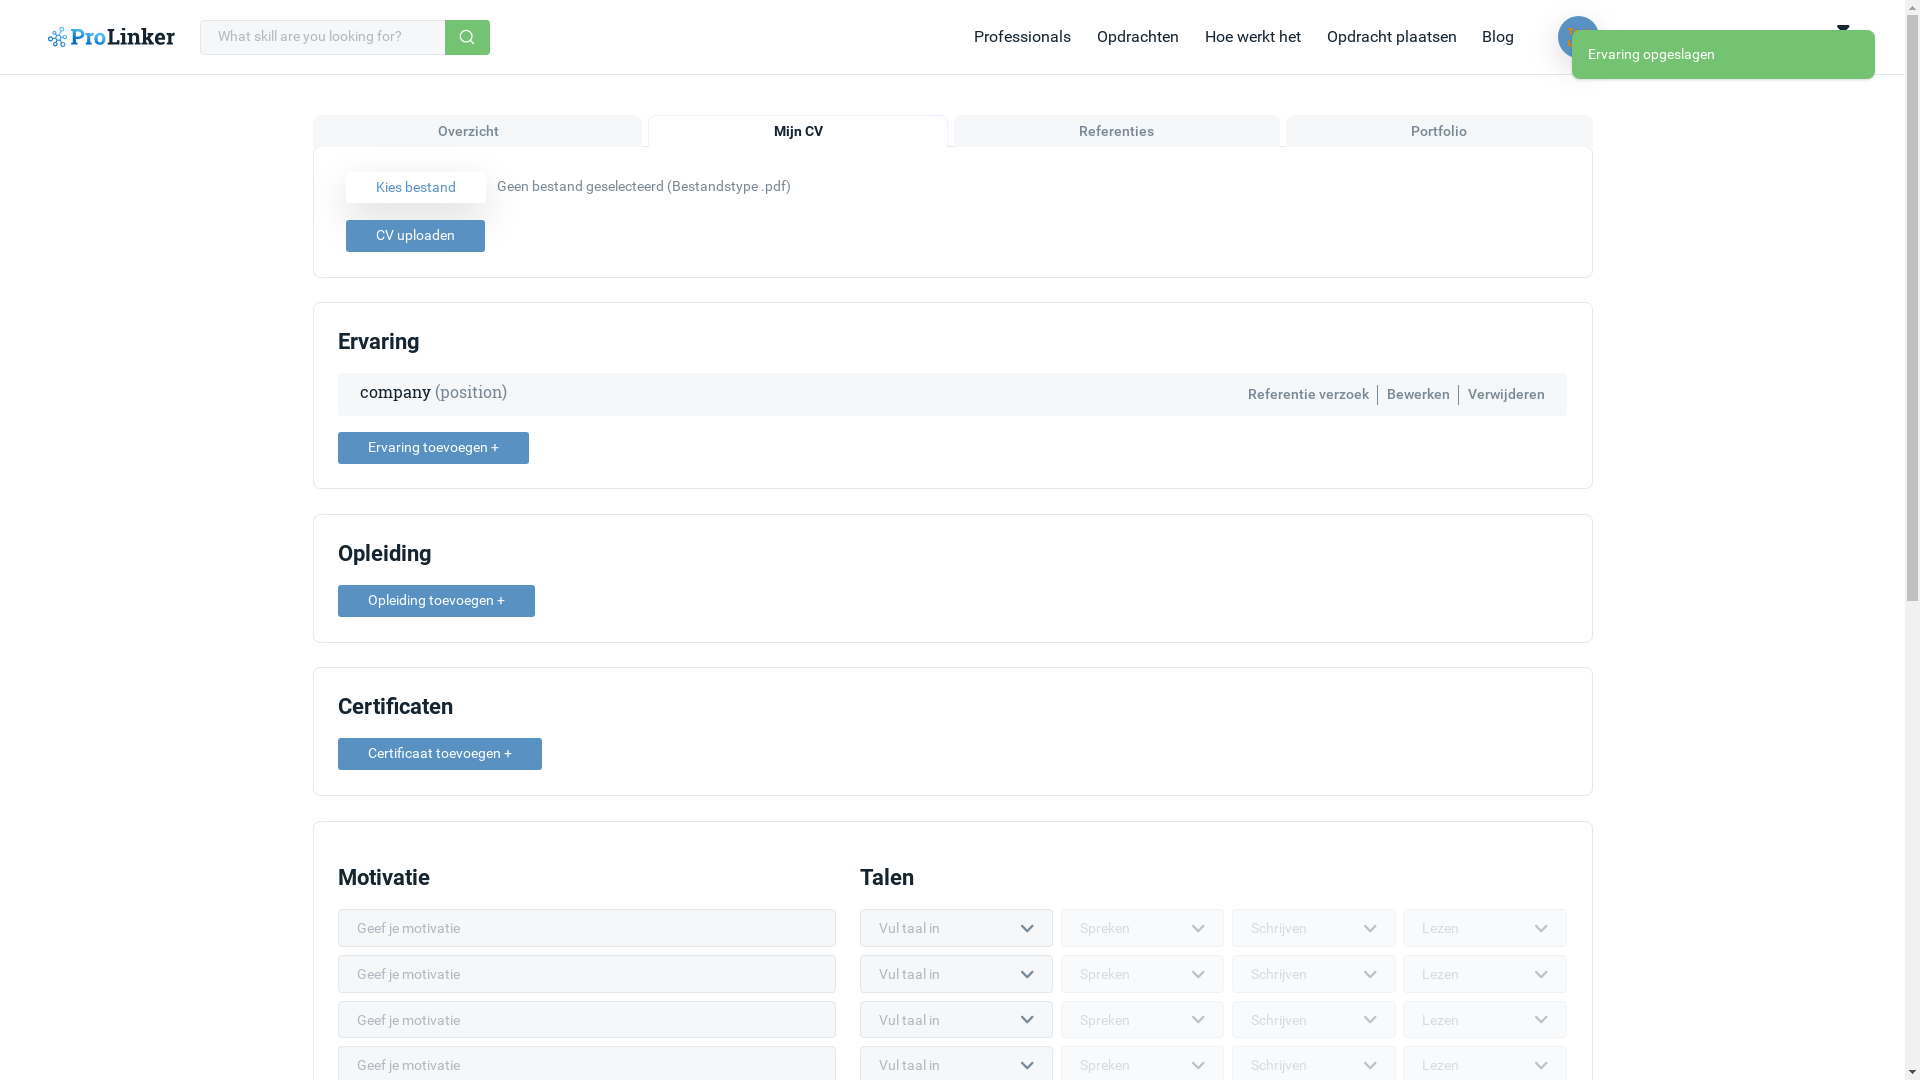 ProLinker What skill are you looking for? Professionals Opdrachten Hoe werkt het Opdracht plaatsen Blog
Ervaring opgeslagen
Overzicht Mijn CV Referenties Portfolio
Kies bestand Geen bestand geselecteerd (Bestandstype .pdf)
CV uploaden
Ervaring
company (position) Referentie verzoek Bewerken Verwijderen
Ervaring toevoegen +
Opleiding
Opleiding toevoegen +
Certificaten
Certificaat toevoegen +
Motivatie Talen
Geef je motivatie Vul taal in Spreken Schrijven Lezen
Geef je motivatie Vul taal in Spreken Schrijven Lezen
Geef je motivatie Vul taal in Spreken Schrijven Lezen
Geef je motivatie Vul taal in Spreken Schrijven Lezen